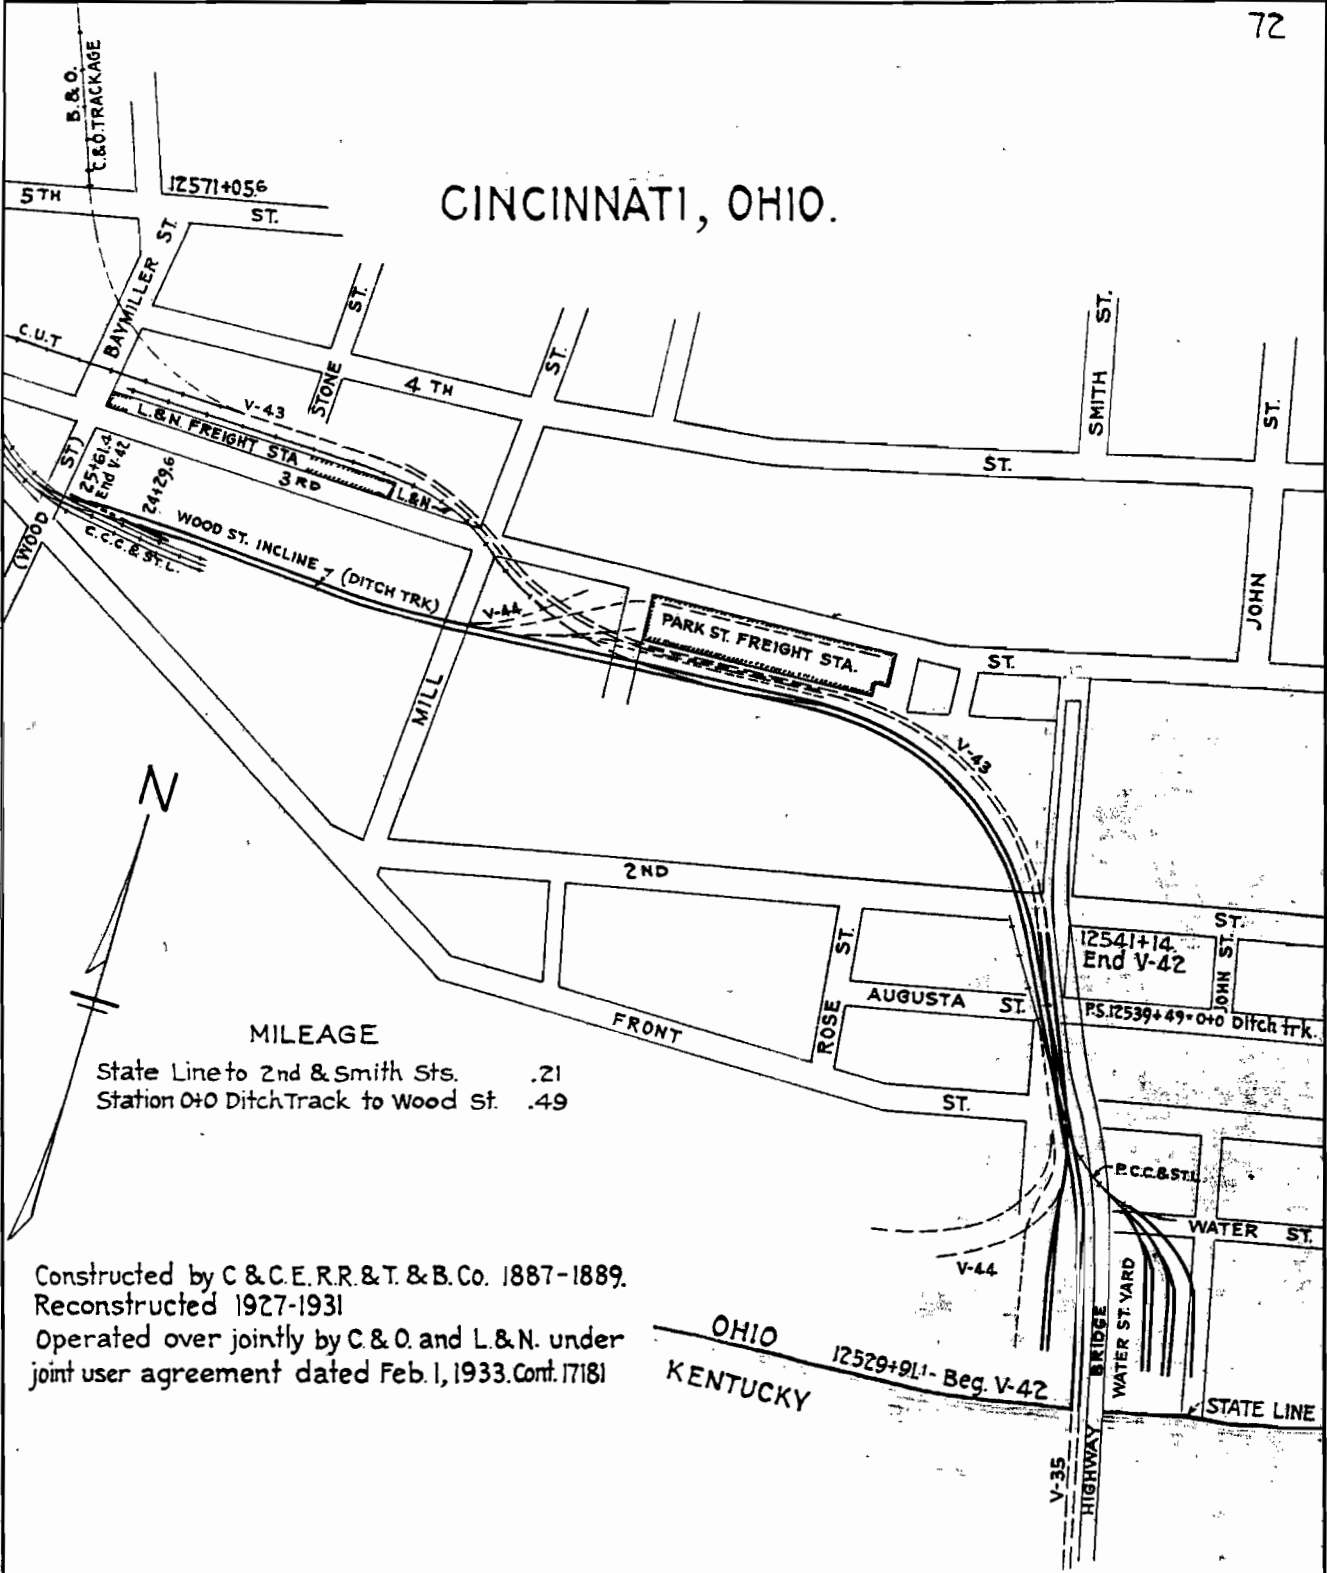 72
B. & O.
C.&O. TRACKAGE
5TH
12571+05.6
ST.
CINCINNATI, OHIO.
BAYMILLER ST.
C.U.T
STONE
ST.
4 TH
ST.
SMITH ST.
ST.
V-43
L.&N. FREIGHT STA
3RD
L.&N.
ST.
(WOOD ST.)
25+61.4
End V-42
24+29.6
C.C.C. & ST. L.
WOOD ST. INCLINE
(DITCH TRK)
V-44
PARK ST. FREIGHT STA.
ST.
JOHN
MILL
V-43
N
2ND
ST.
12541+14
End V-42
JOHN ST.
ROSE ST.
AUGUSTA ST.
P.S. 12539+49=0+0 Ditch trk.
FRONT
ST.
MILEAGE
State Line to 2nd & Smith Sts. .21
Station 0+0 Ditch Track to Wood St. .49
P.C.C.&ST.L.
WATER ST.
V-44
WATER ST. YARD
Constructed by C & C. E. R.R. & T. & B. Co. 1887-1889.
Reconstructed 1927-1931
Operated over jointly by C. & O. and L. & N. under
joint user agreement dated Feb. 1, 1933. Cont. 17181
OHIO
KENTUCKY
12529+91.1 - Beg. V-42
STATE LINE
V-35
HIGHWAY BRIDGE